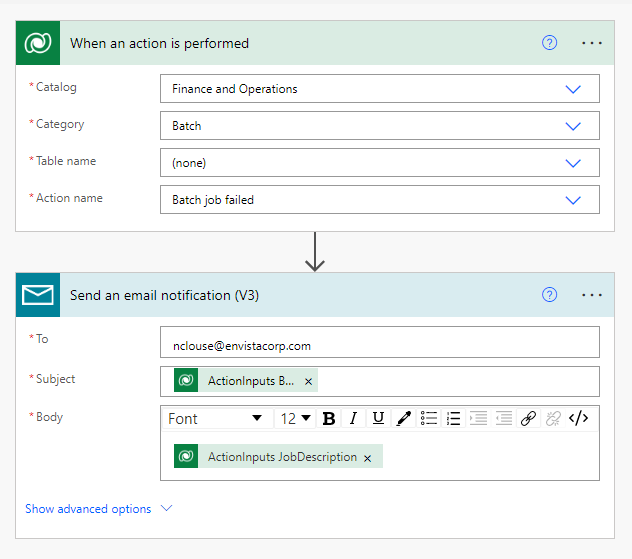 When an action is performed
* Catalog Finance and Operations
* Category Batch
* Table name (none)
* Action name Batch job failed
Send an email notification (V3)
* To nclouse@envistacorp.com
* Subject ActionInputs B... ×
* Body Font 12 B I U </>
ActionInputs JobDescription ×
Show advanced options